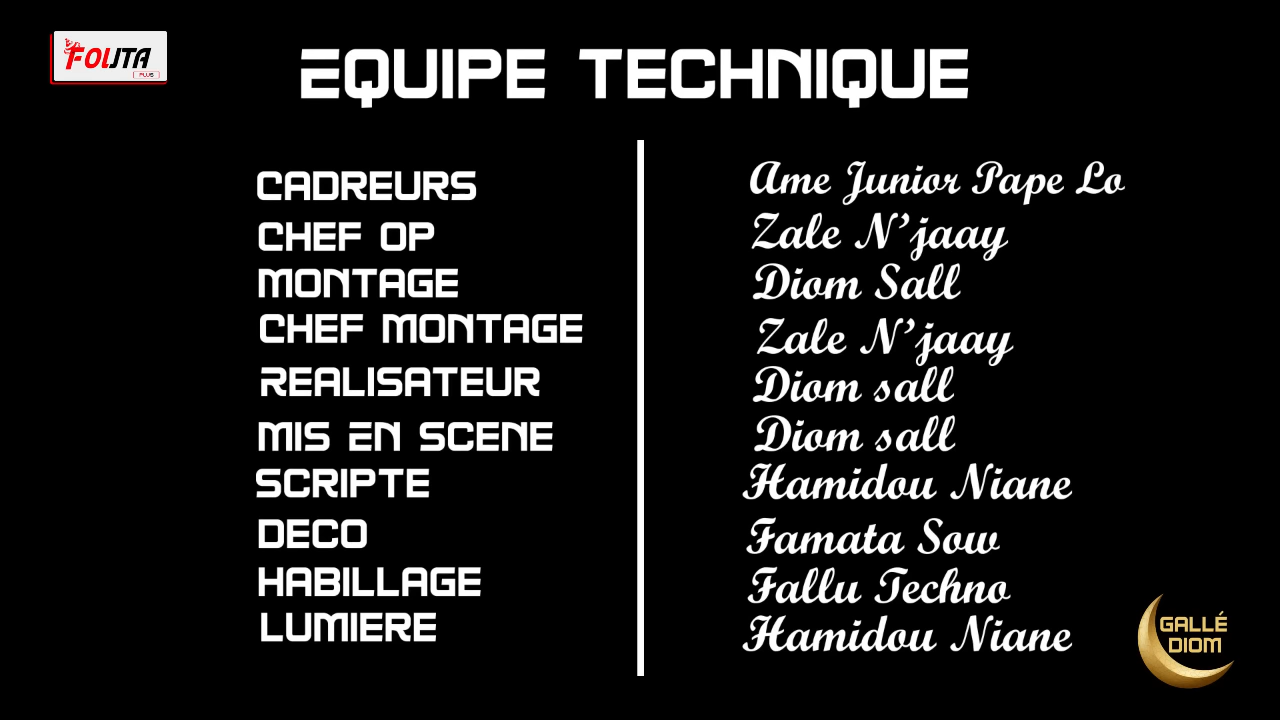 FOUTA
PLUS
EQUIPE TECHNIQUE
CADREURS Ame Junior Pape Lo
CHEF OP Zale N'jaay
MONTAGE Diom Sall
CHEF MONTAGE Zale N'jaay
REALISATEUR Diom sall
MIS EN SCENE Diom sall
SCRIPTE Hamidou Niane
DECO Famata Sow
HABILLAGE Fallu Techno
LUMIERE Hamidou Niane
GALLÉ
DIOM